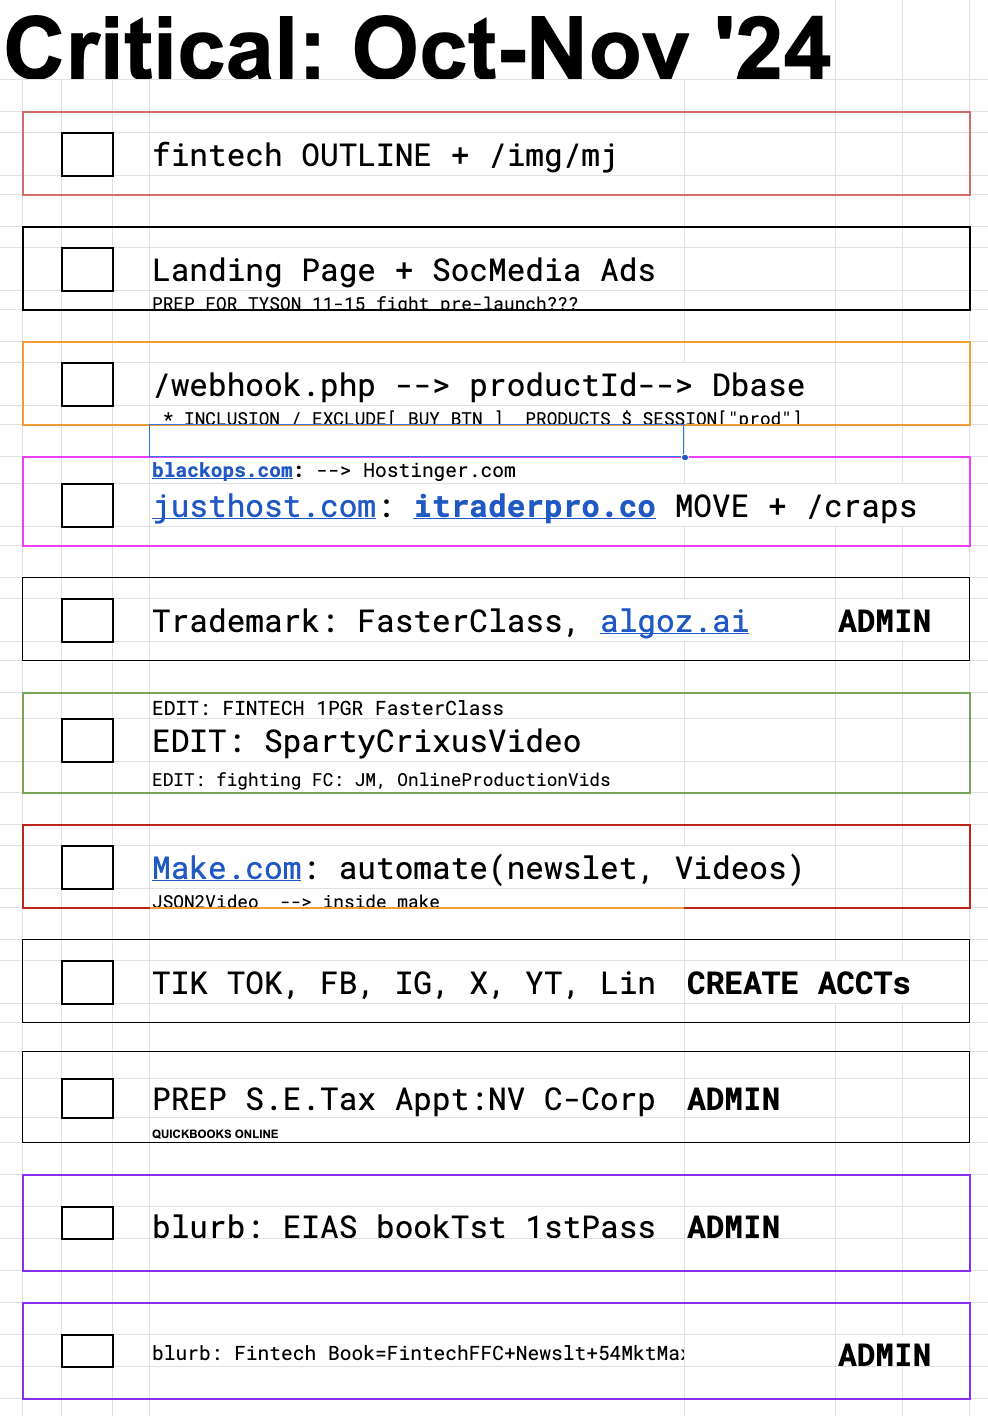 Critical: Oct-Nov '24
fintech OUTLINE + /img/mj
Landing Page + SocMedia Ads
PREP FOR TYSON 11-15 fight pre-launch???
/webhook.php --> productId--> Dbase
* INCLUSION / EXCLUDE[ BUY BTN ]  PRODUCTS $_SESSION["prod"]
blackops.com: --> Hostinger.com
justhost.com: itraderpro.co MOVE + /craps
Trademark: FasterClass, algoz.ai ADMIN
EDIT: FINTECH 1PGR FasterClass
EDIT: SpartyCrixusVideo
EDIT: fighting FC: JM, OnlineProductionVids
Make.com: automate(newslet, Videos)
JSON2Video  --> inside make
TIK TOK, FB, IG, X, YT, Lin CREATE ACCTs
PREP S.E.Tax Appt:NV C-Corp ADMIN
QUICKBOOKS ONLINE
blurb: EIAS bookTst 1stPass ADMIN
blurb: Fintech Book=FintechFFC+Newslt+54MktMax ADMIN